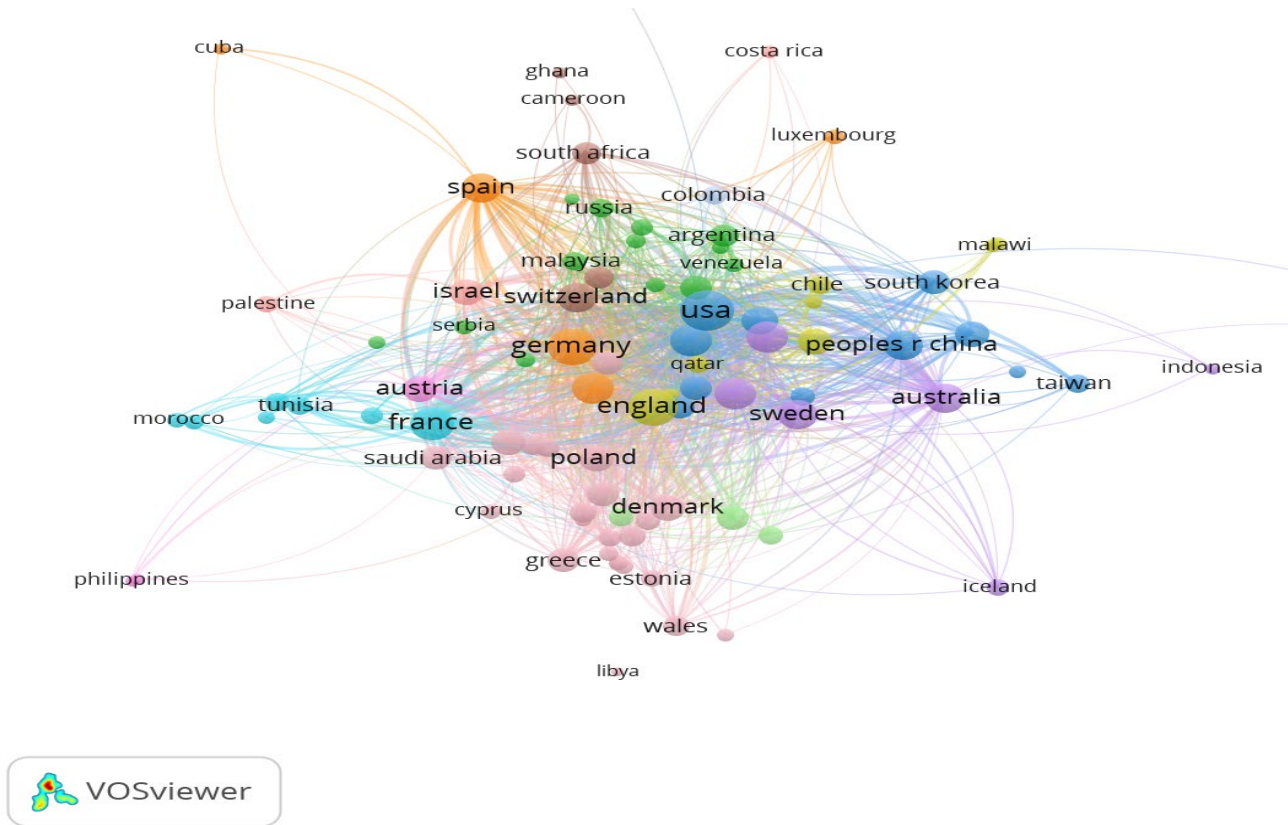 cuba
costa rica
ghana
cameroon
luxembourg
south africa
spain
colombia
russia
argentina
malawi
malaysia
venezuela
chile
south korea
israel
switzerland
palestine
usa
serbia
germany
peoples r china
qatar
indonesia
austria
taiwan
australia
tunisia
england
sweden
morocco
france
saudi arabia
poland
cyprus
denmark
greece
estonia
philippines
iceland
wales
libya
VOSviewer